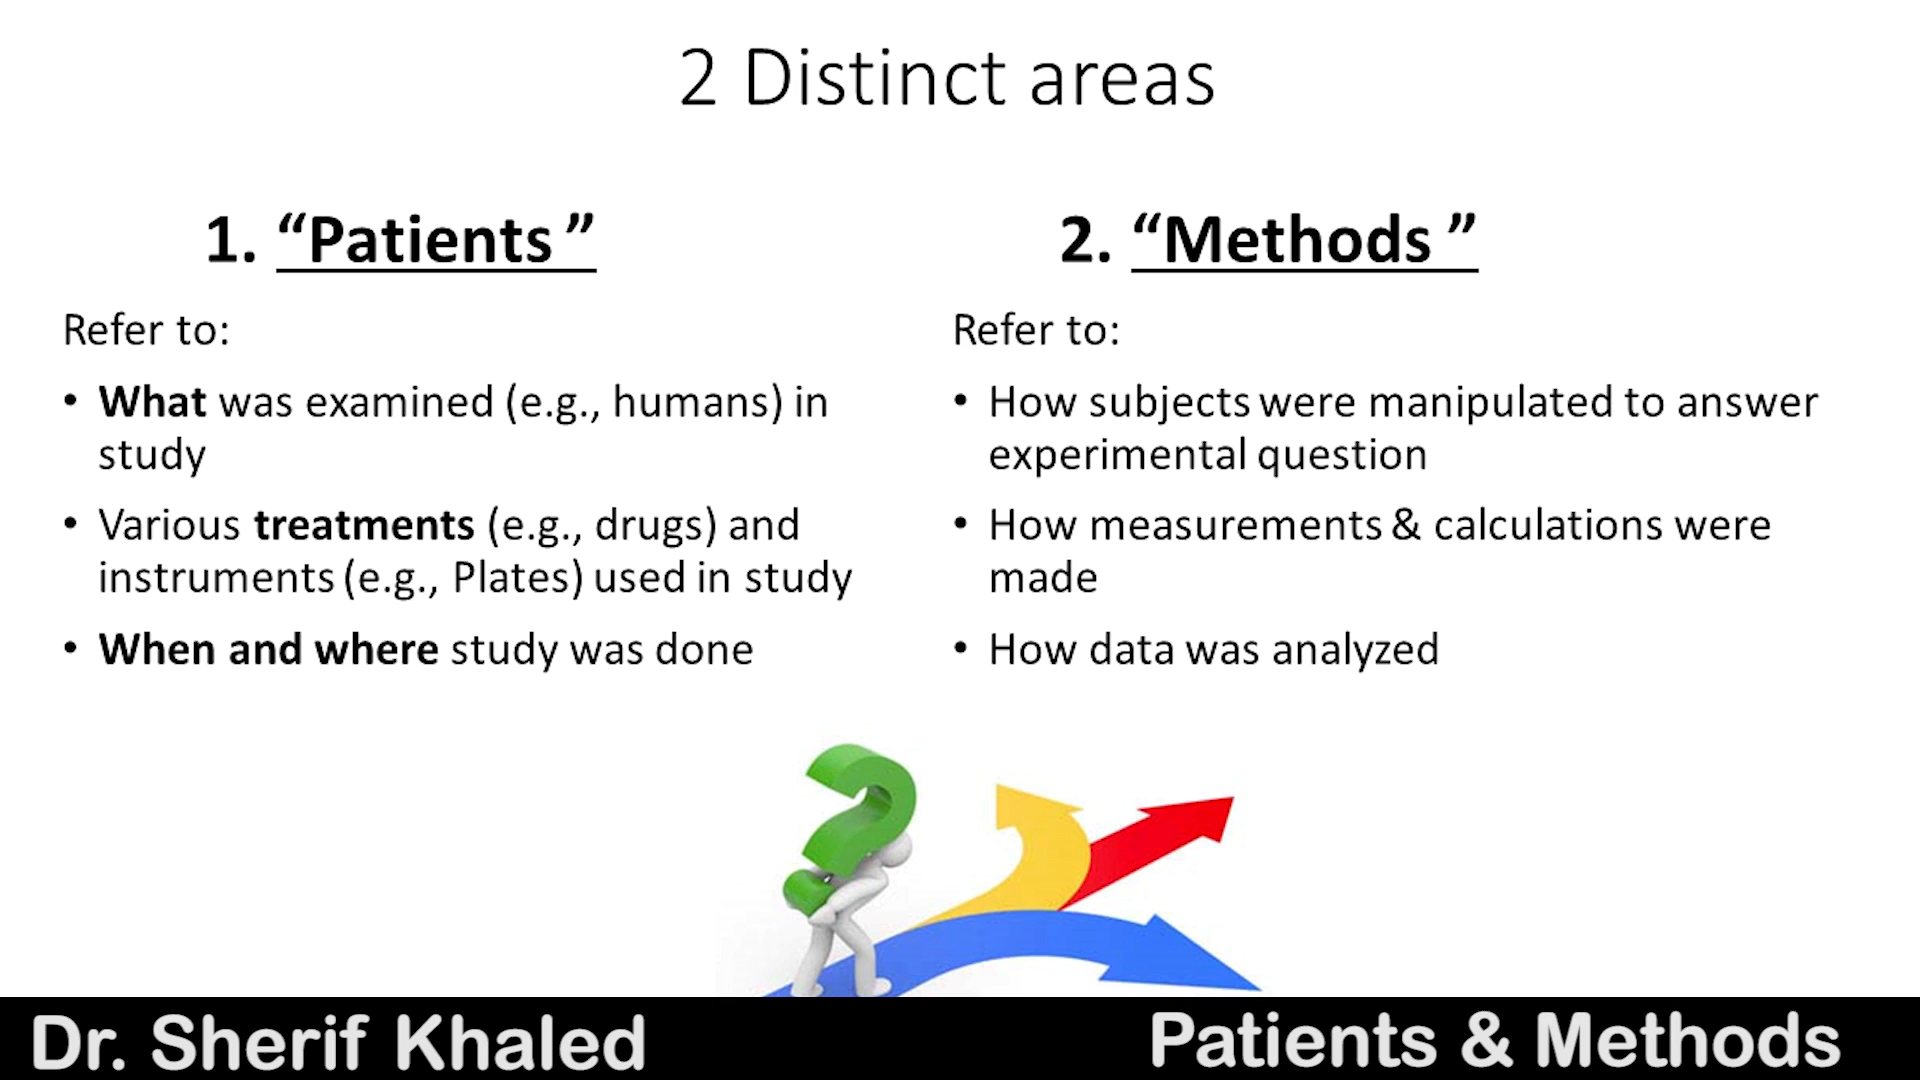 2 Distinct areas
1. “Patients ”
Refer to:
• What was examined (e.g., humans) in
study
• Various treatments (e.g., drugs) and
instruments (e.g., Plates) used in study
• When and where study was done
2. “Methods ”
Refer to:
• How subjects were manipulated to answer
experimental question
• How measurements & calculations were
made
• How data was analyzed
Dr. Sherif Khaled
Patients & Methods